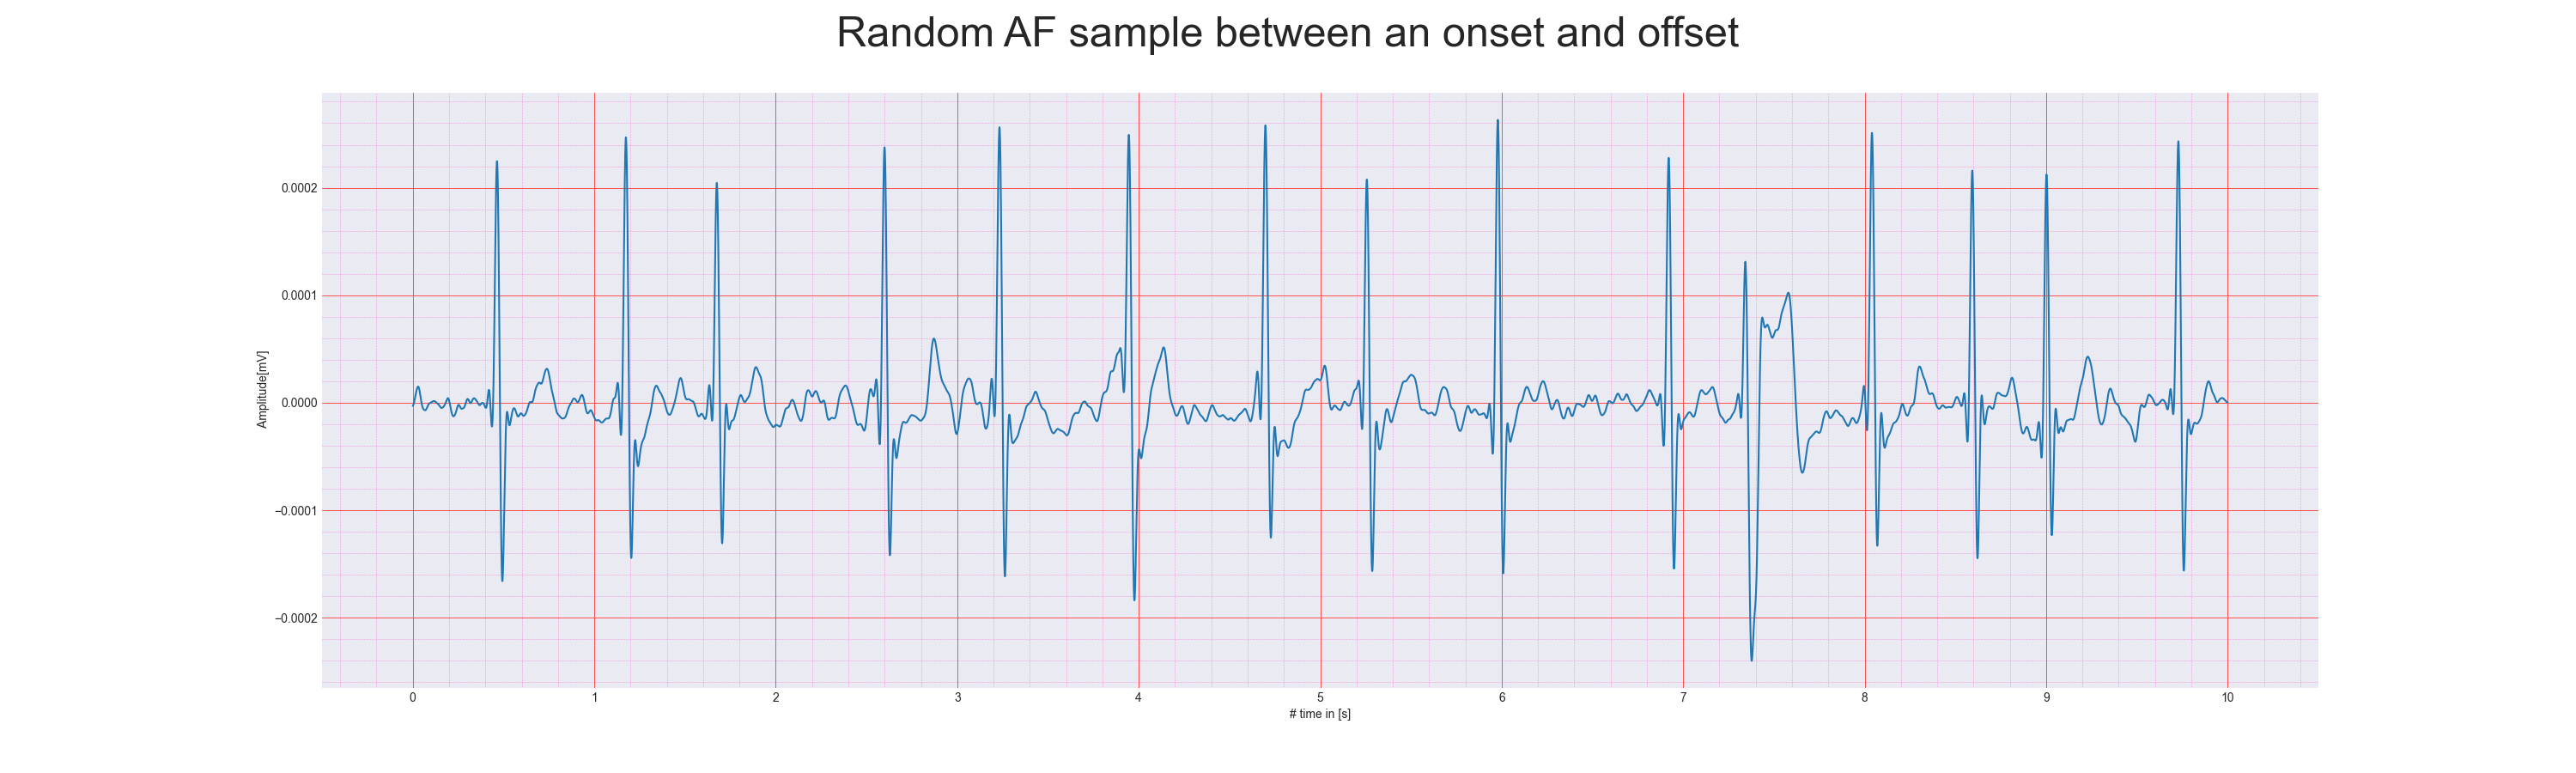 Random AF sample between an onset and offset
0.0002
0.0001
0.0000
−0.0001
−0.0002
Amplitude[mV]
0 1 2 3 4 5 6 7 8 9 10
# time in [s]